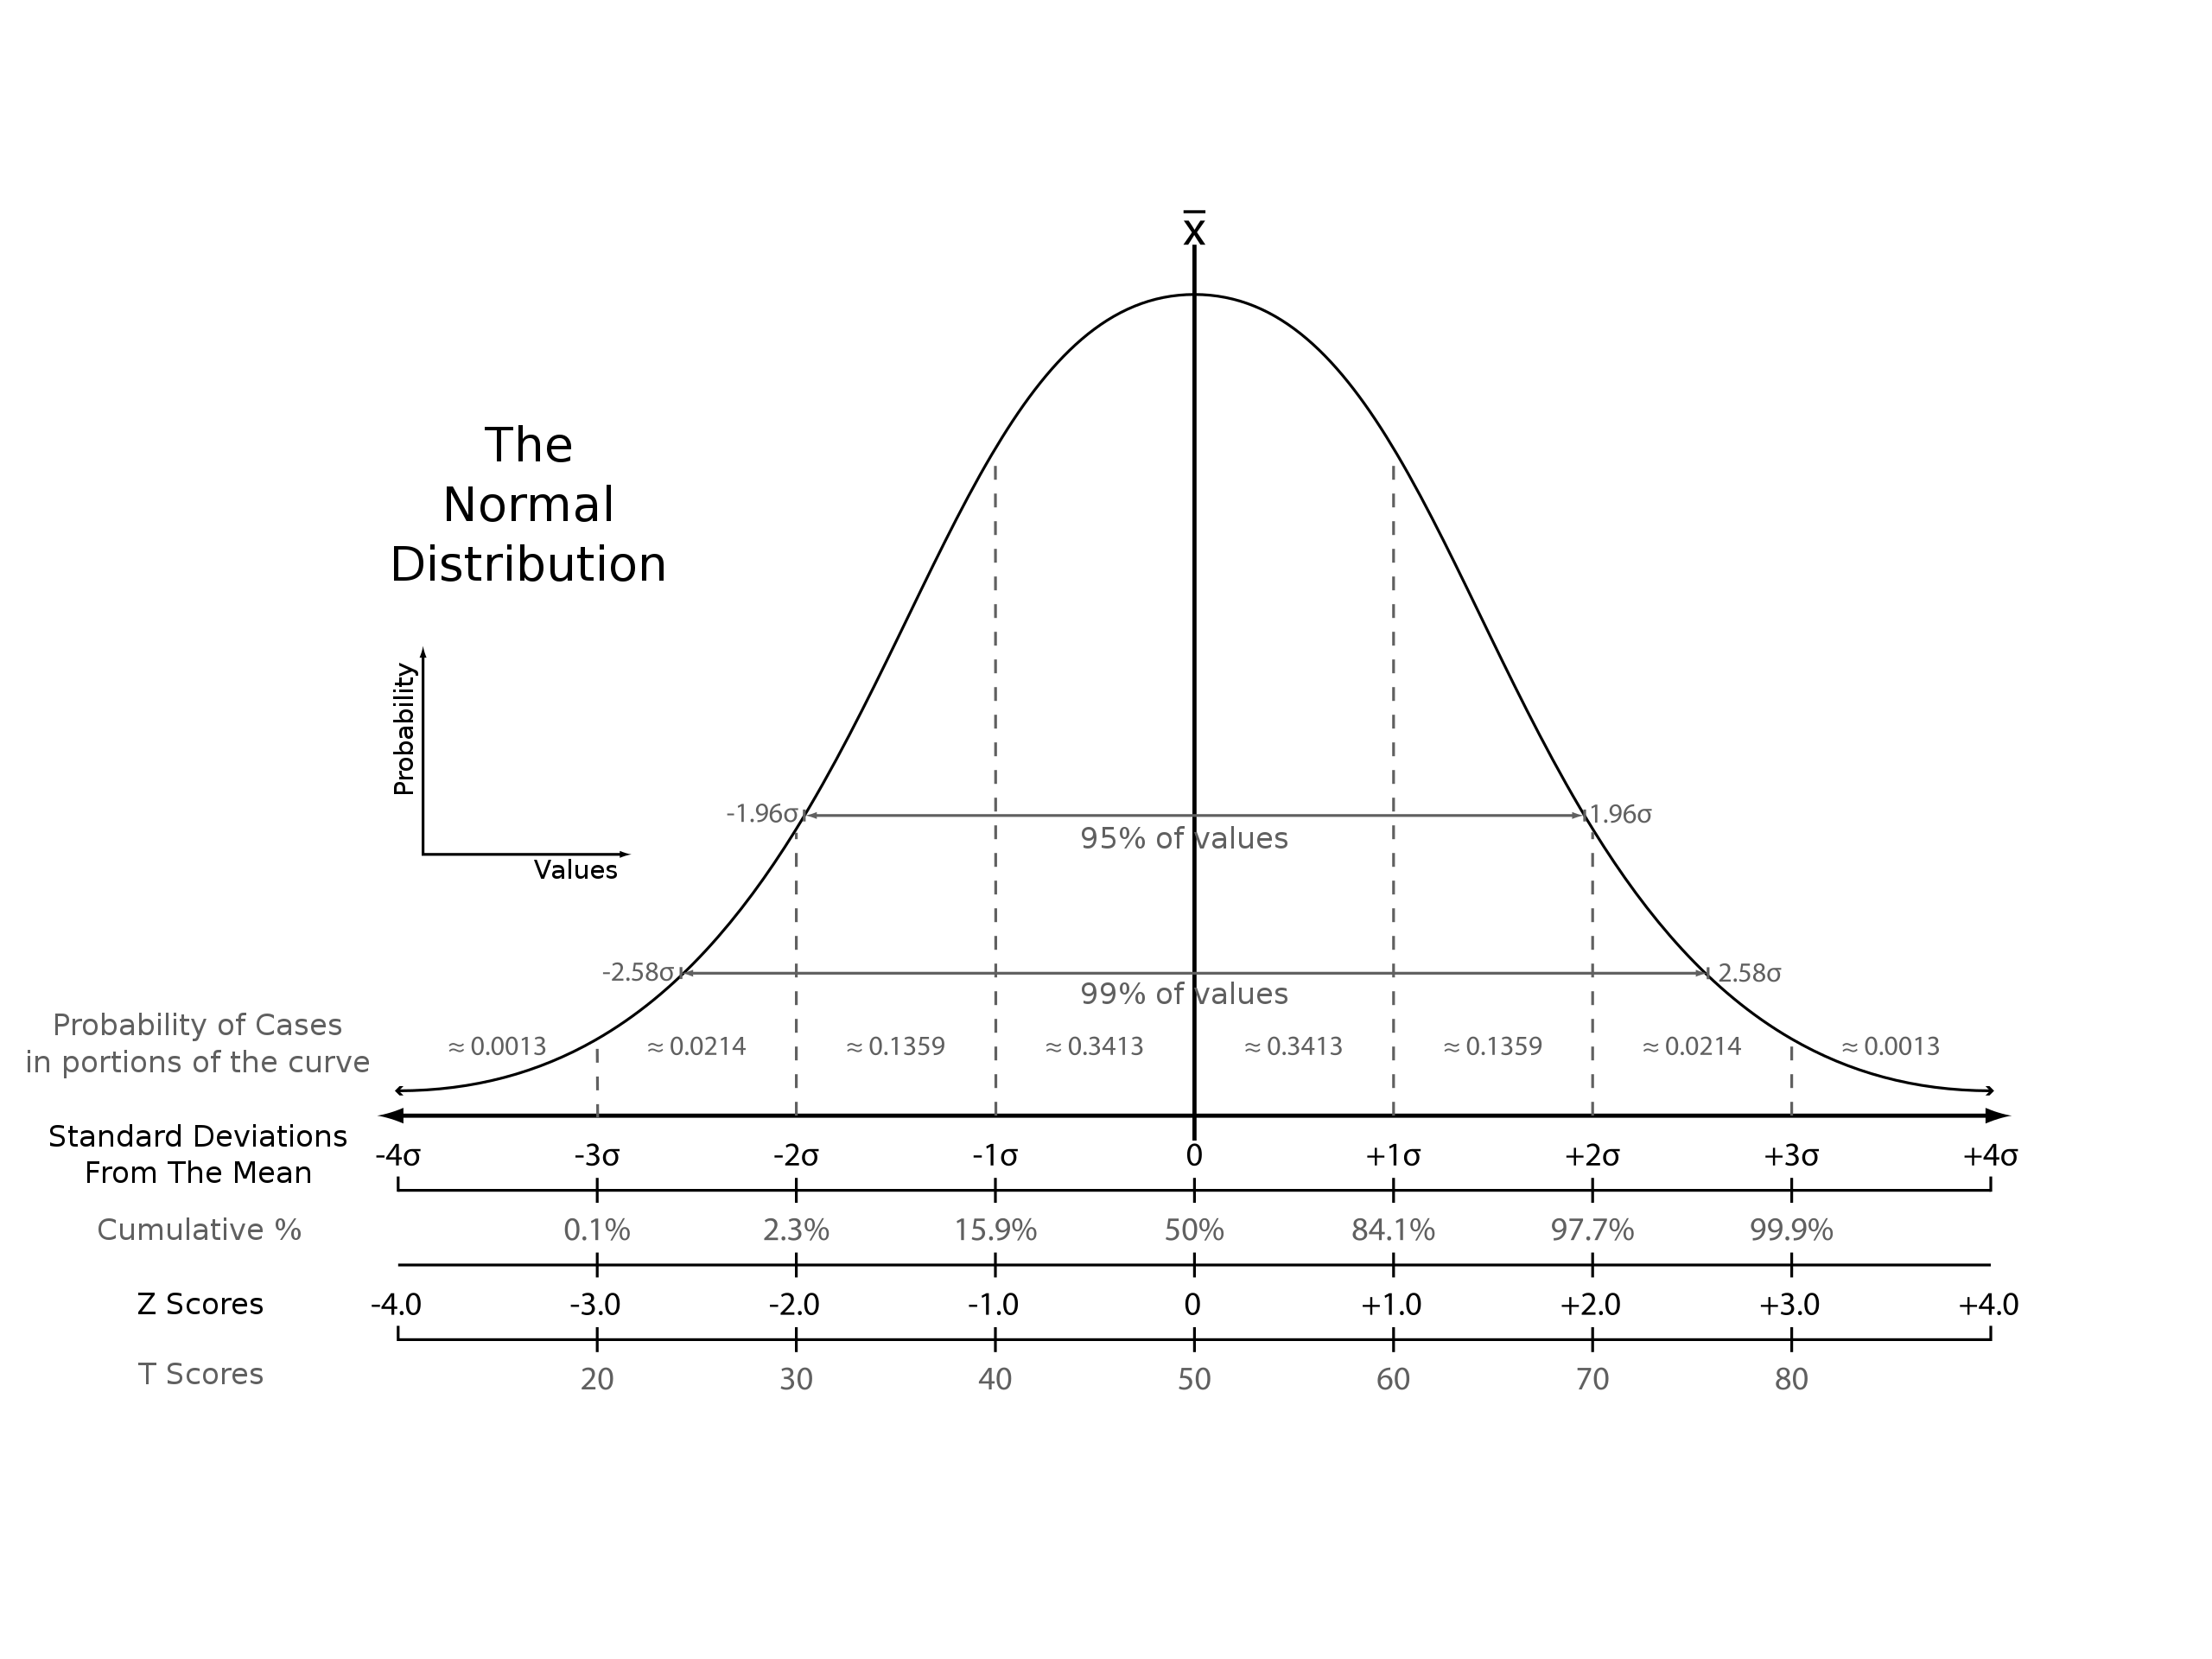 x̅
The
Normal
Distribution
Probability
Values
-1.96σ 1.96σ
95% of values
-2.58σ 2.58σ
99% of values
Probability of Cases
in portions of the curve
≈ 0.0013 ≈ 0.0214 ≈ 0.1359 ≈ 0.3413 ≈ 0.3413 ≈ 0.1359 ≈ 0.0214 ≈ 0.0013
Standard Deviations
From The Mean
-4σ -3σ -2σ -1σ 0 +1σ +2σ +3σ +4σ
Cumulative % 0.1% 2.3% 15.9% 50% 84.1% 97.7% 99.9%
Z Scores -4.0 -3.0 -2.0 -1.0 0 +1.0 +2.0 +3.0 +4.0
T Scores 20 30 40 50 60 70 80